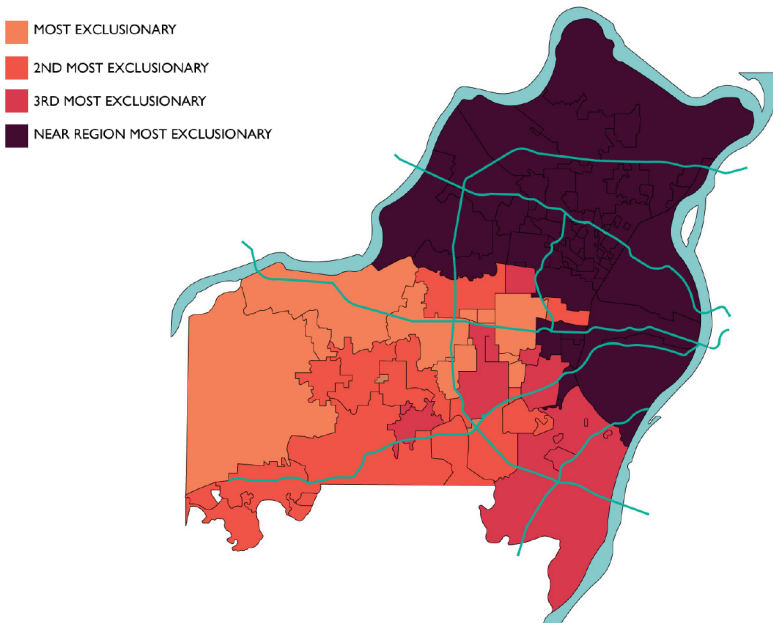 MOST EXCLUSIONARY
2ND MOST EXCLUSIONARY
3RD MOST EXCLUSIONARY
NEAR REGION MOST EXCLUSIONARY